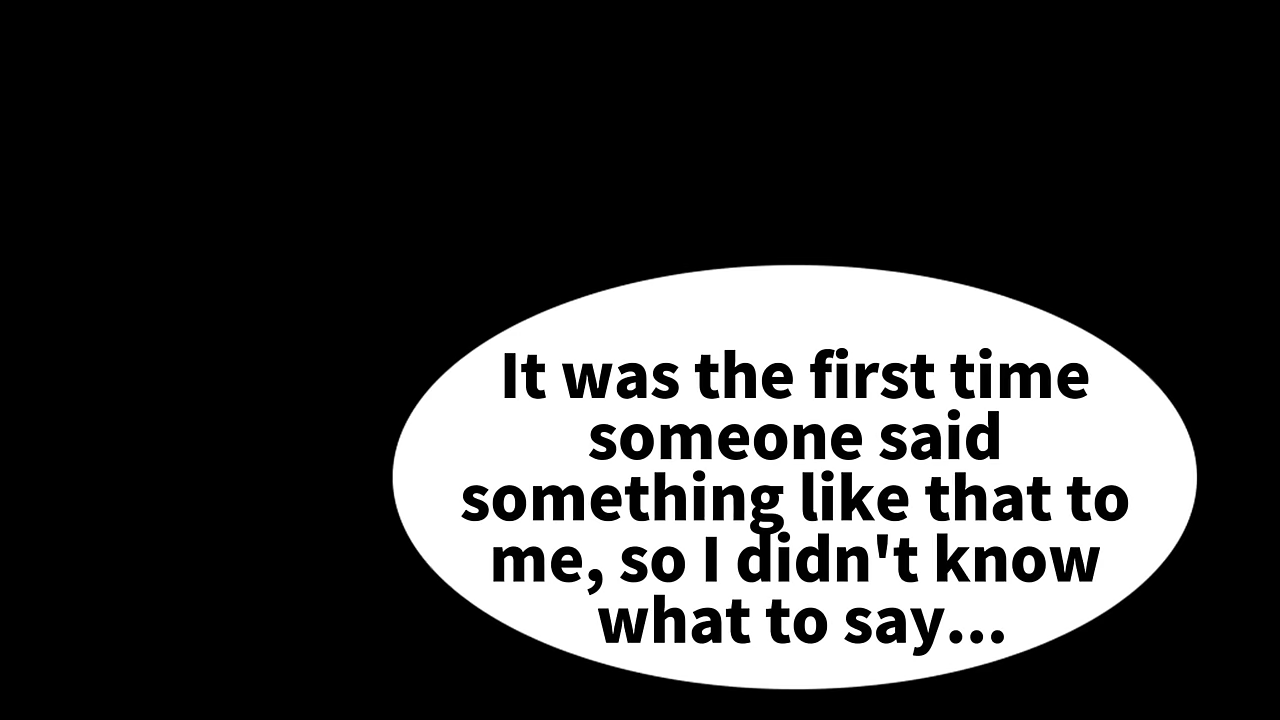 It was the first time
someone said
something like that to
me, so I didn't know
what to say...